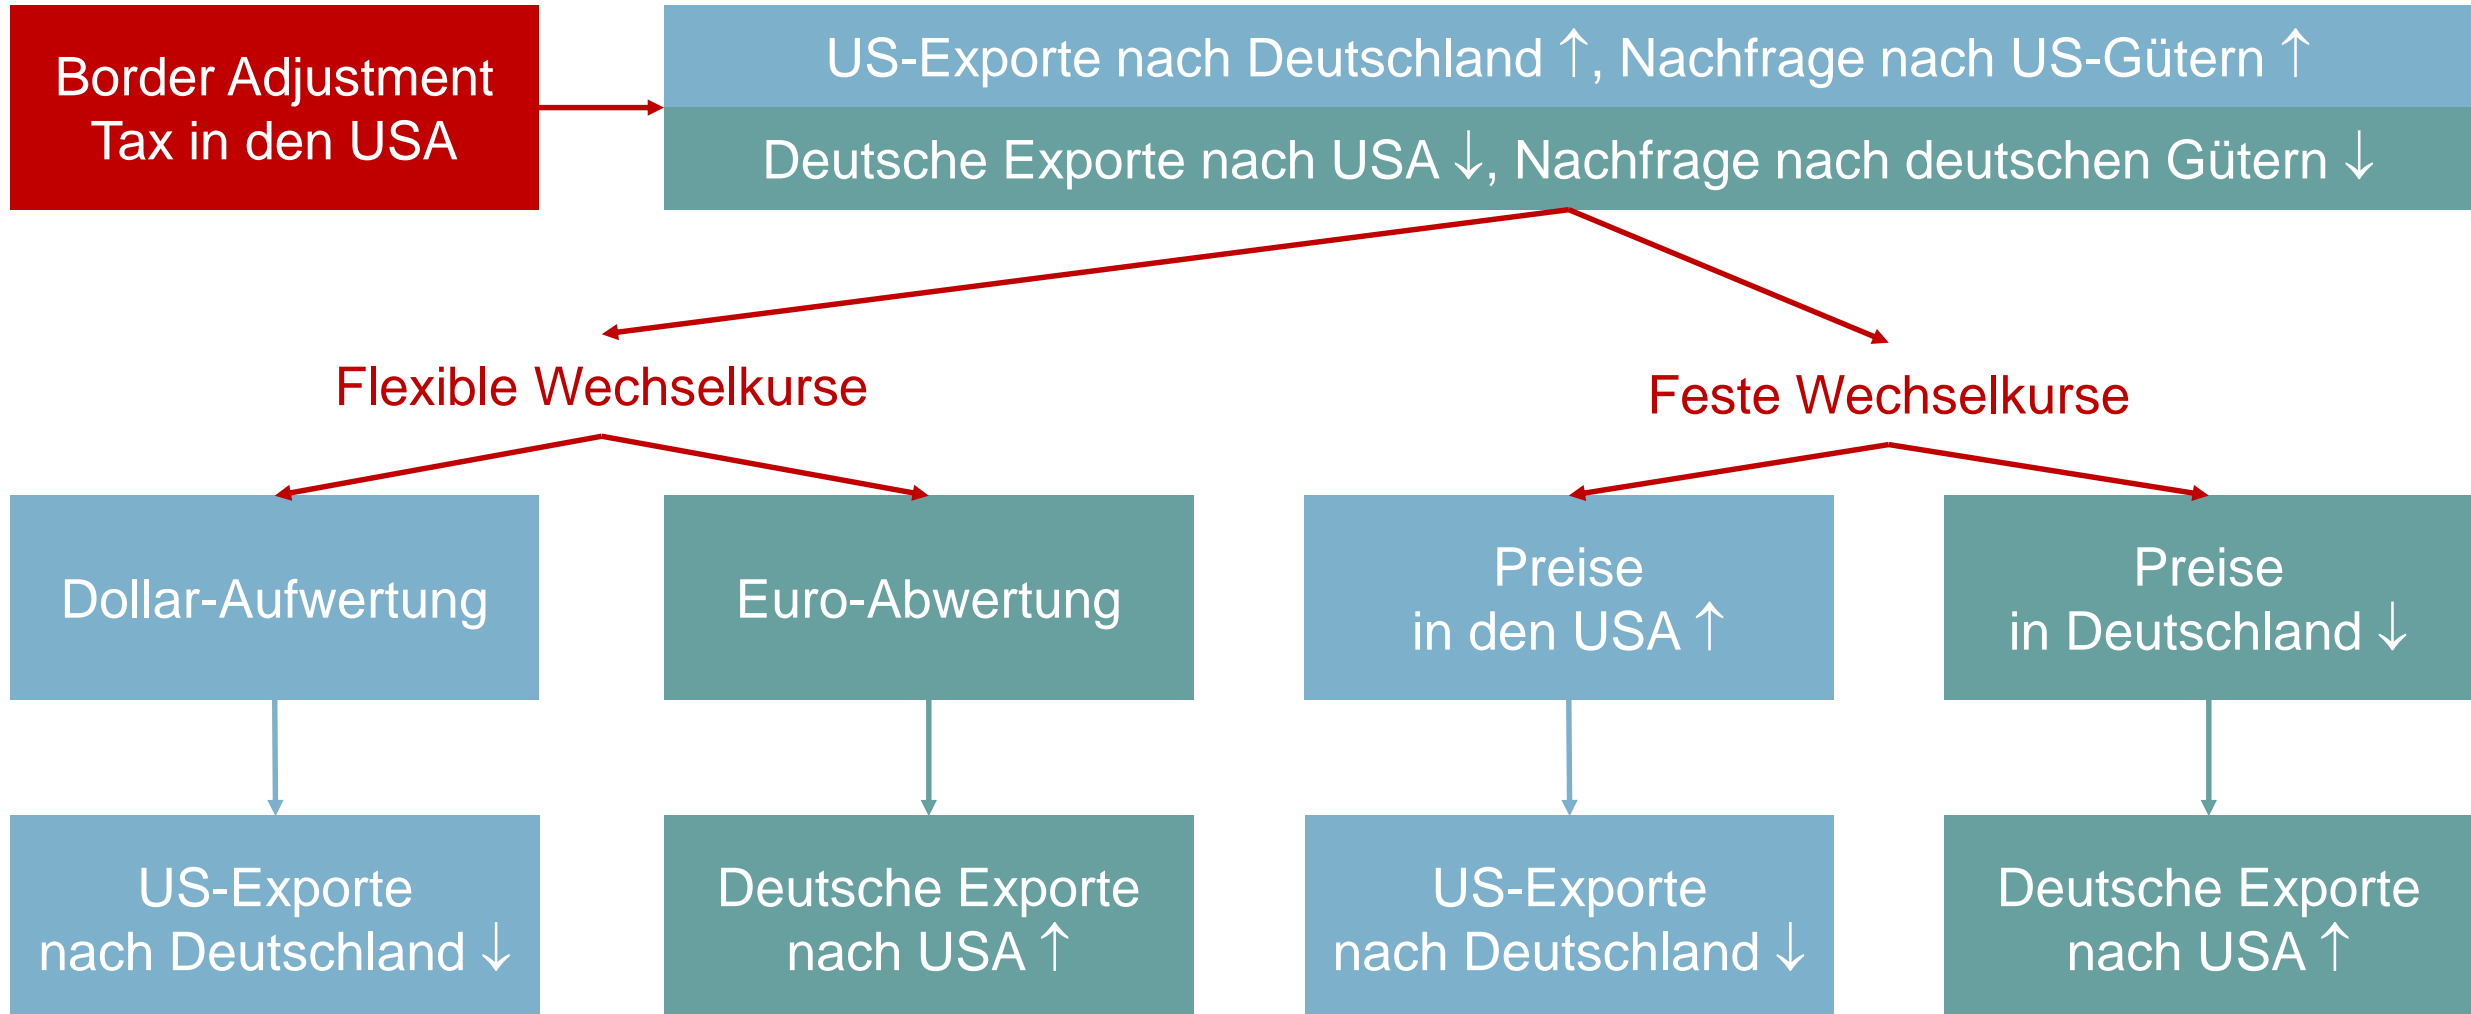 Border Adjustment
Tax in den USA
US-Exporte nach Deutschland ↑, Nachfrage nach US-Gütern ↑
Deutsche Exporte nach USA ↓, Nachfrage nach deutschen Gütern ↓
Flexible Wechselkurse
Feste Wechselkurse
Dollar-Aufwertung
Euro-Abwertung
Preise
in den USA ↑
Preise
in Deutschland ↓
US-Exporte
nach Deutschland ↓
Deutsche Exporte
nach USA ↑
US-Exporte
nach Deutschland ↓
Deutsche Exporte
nach USA ↑